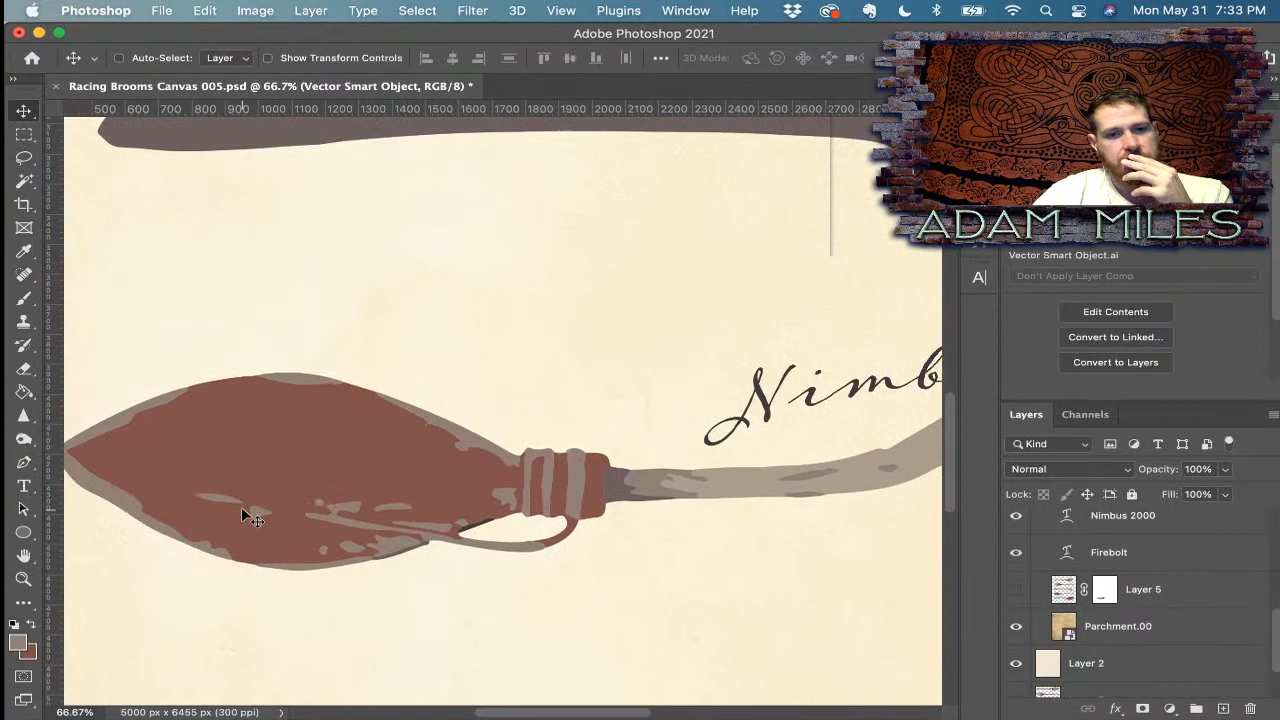 Photoshop File Edit Image Layer Type Select Filter 3D View Plugins Window Help Mon May 31 7:33 PM
Adobe Photoshop 2021
Auto-Select: Layer Show Transform Controls 3D Mode:
Racing Brooms Canvas 005.psd @ 66.7% (Vector Smart Object, RGB/8) *
500 600 700 800 900 1000 1100 1200 1300 1400 1500 1600 1700 1800 1900 2000 2100 2200 2300 2400 2500 2600 2700
ADAM MILES
Vector Smart Object.ai
Don't Apply Layer Comp
Edit Contents
Convert to Linked...
Convert to Layers
Nimb
Layers Channels
Kind
Normal Opacity: 100%
Lock: Fill: 100%
Nimbus 2000
Firebolt
Layer 5
Parchment.00
Layer 2
66.67% 5000 px x 6455 px (300 ppi)